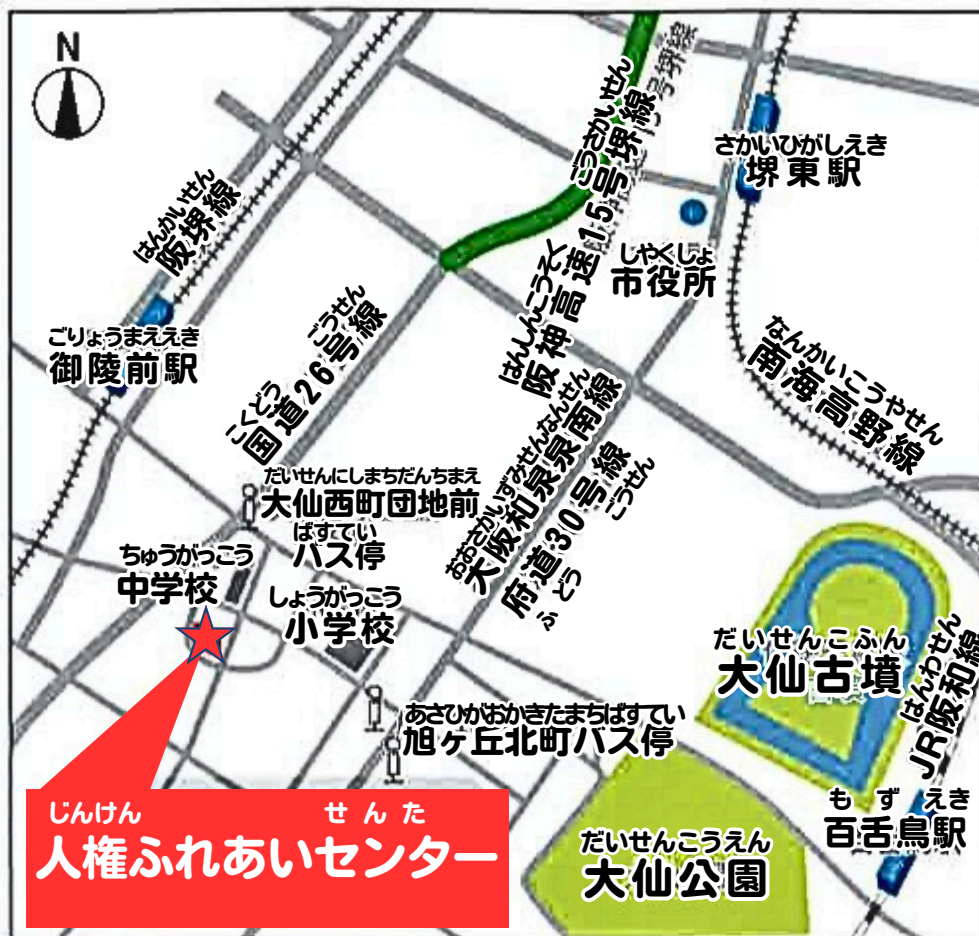 N
さかいひがしえき
堺東駅
ごうさかいせん
はんしんこうそく
阪神高速15号堺線
号堺線
はんかいせん
阪堺線
しやくしょ
市役所
ごりょうまええき
御陵前駅
こくどう ごうせん
国道26号線
なんかいこうやせん
南海高野線
おおさかいずみせんなんせん
大阪和泉泉南線
府道30号線
ふどう ごうせん
だいせんにしまちだんちまえ
大仙西町団地前
ばすてい
バス停
ちゅうがっこう
中学校
しょうがっこう
小学校
だいせんこふん
大仙古墳
はんわせん
JR阪和線
あさひがおかきたまちばすてい
旭ヶ丘北町バス停
もず えき
百舌鳥駅
だいせんこうえん
大仙公園
じんけん せんた
人権ふれあいセンター